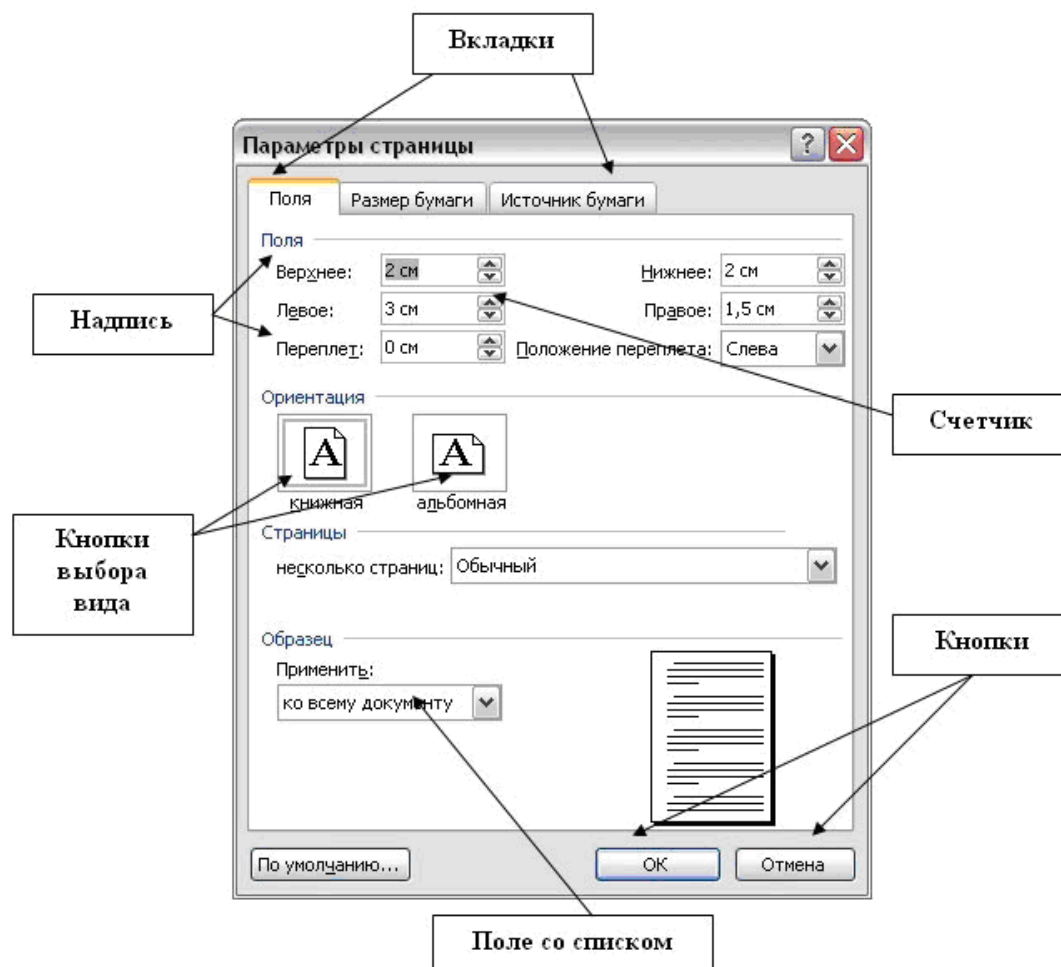 Вкладки
Параметры страницы
?
Поля Размер бумаги Источник бумаги
Поля
Верхнее: 2 см Нижнее: 2 см
Левое: 3 см Правое: 1,5 см
Переплет: 0 см Положение переплета: Слева
Надпись
Счетчик
Ориентация
A A
книжная альбомная
Кнопки
выбора
вида
Страницы
несколько страниц: Обычный
Образец
Применить:
ко всему документу
Кнопки
По умолчанию... ОК Отмена
Поле со списком